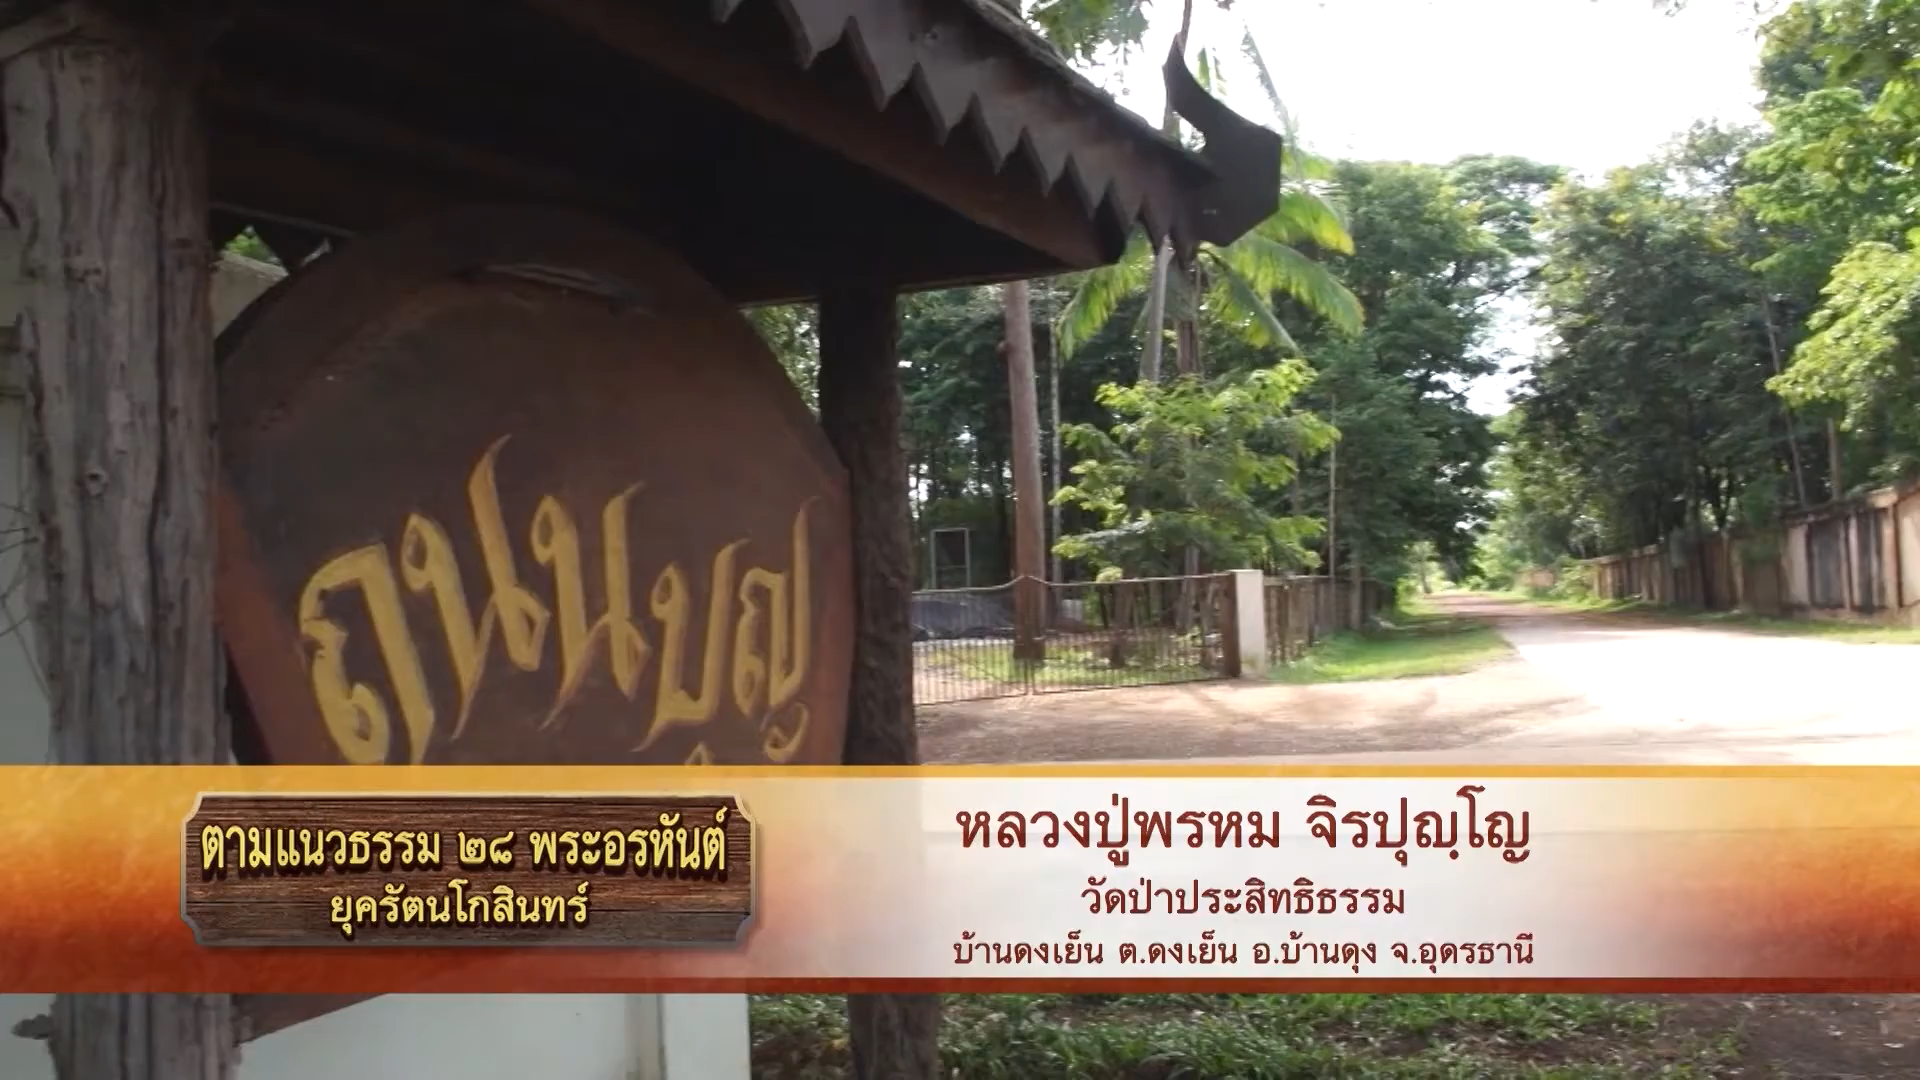 ถนนบุญ
ตามแนวธรรม ๒๘ พระอรหันต์
ยุครัตนโกสินทร์
หลวงปู่พรหม จิรปุญฺโญ
วัดป่าประสิทธิธรรม
บ้านดงเย็น ต.ดงเย็น อ.บ้านดุง จ.อุดรธานี